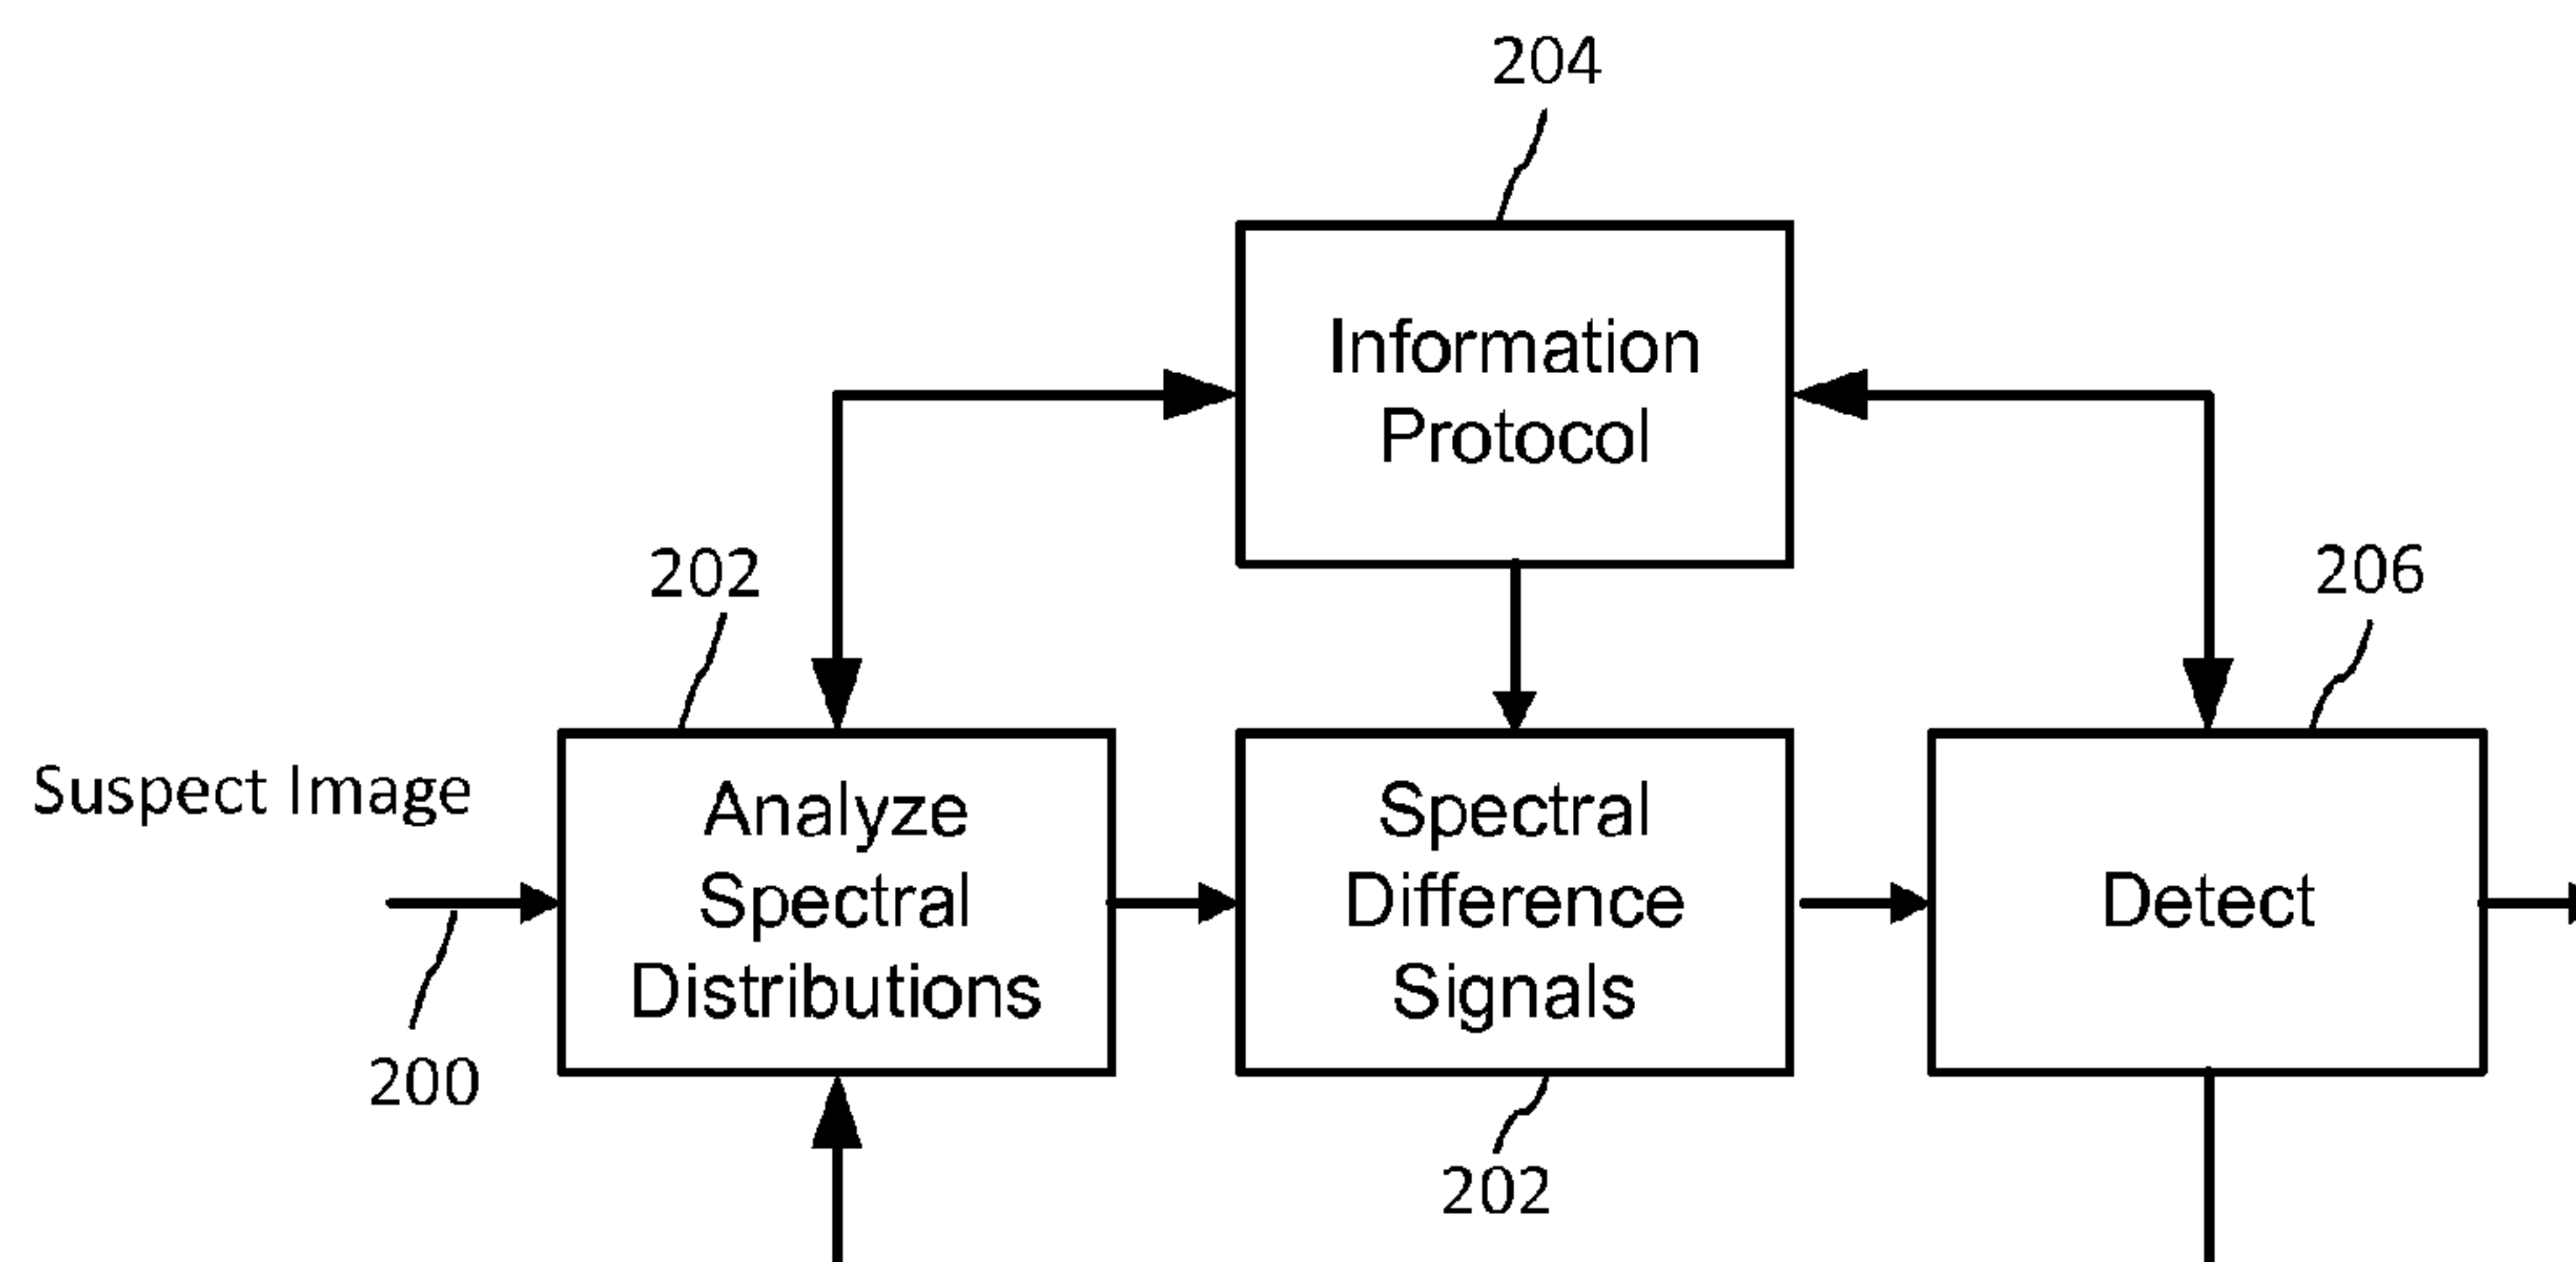 204
Information
Protocol
202
206
Suspect Image
Analyze
Spectral
Distributions
Spectral
Difference
Signals
Detect
200
202